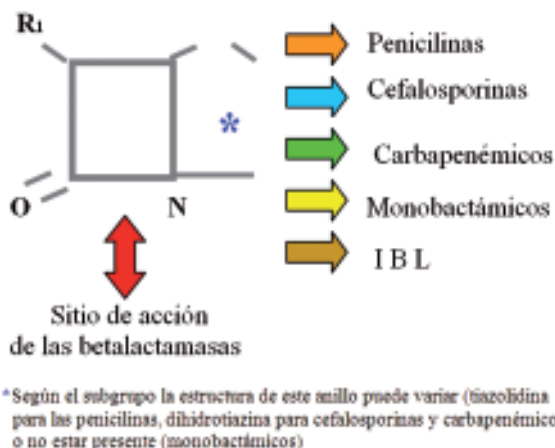 R1
O
N
*
Sitio de acción
de las betalactamasas
Penicilinas
Cefalosporinas
Carbapenémicos
Monobactámicos
I B L
*Según el subgrupo la estructura de este anillo puede variar (tiazolidina
para las penicilinas, dihidrotiazina para cefalosporinas y carbapenémico
o no estar presente (monobactámicos)